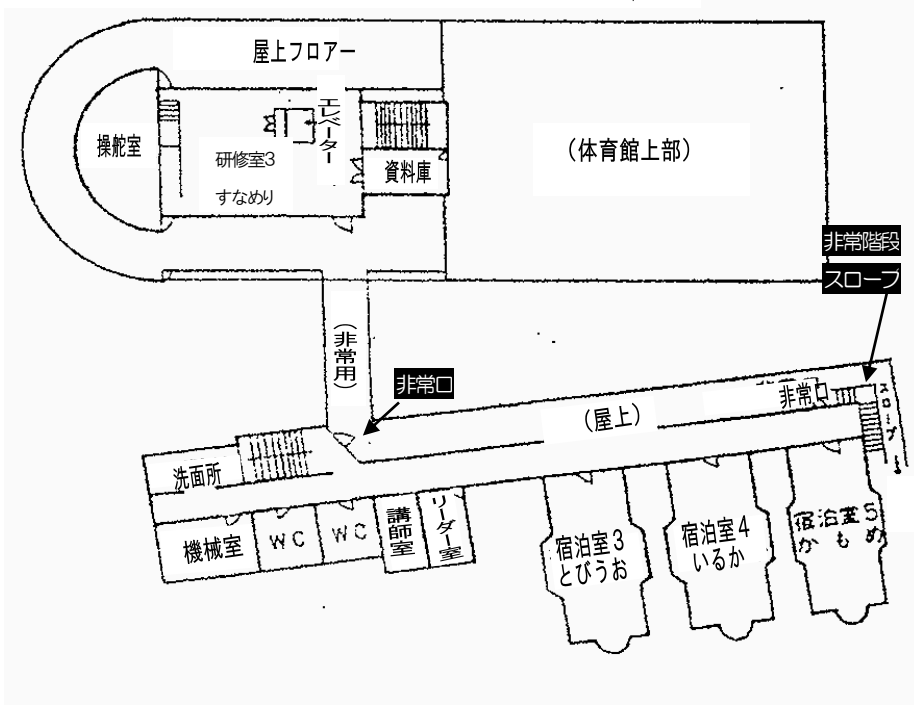 屋上フロアー
操舵室
エレベーター
研修室3
すなめり
資料庫
(体育館上部)
非常階段
スロープ
(非常用)
非常口
非常口
スロープ
(屋上)
洗面所
機械室
WC
WC
講師室
リーダー室
宿泊室3
とびうお
宿泊室4
いるか
宿泊室5
かもめ